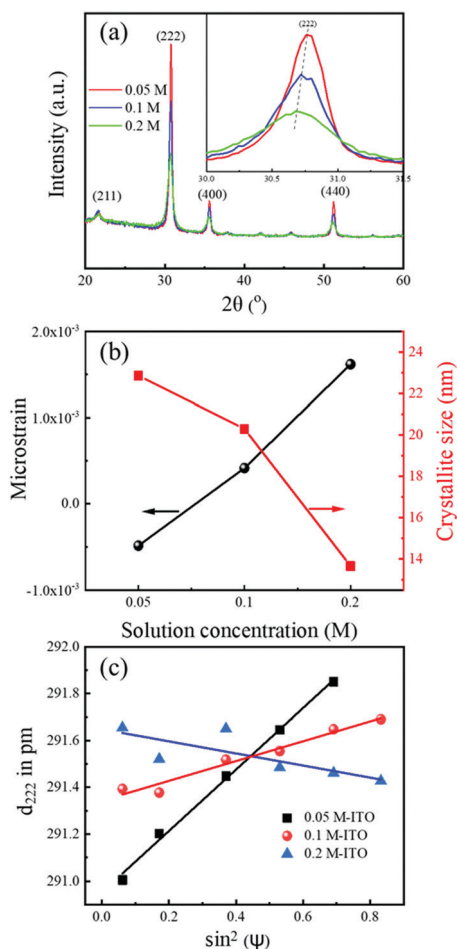 (a)
(222)
(222)
0.05 M
0.1 M
0.2 M
30.0 30.5 31.0 31.5
(211)
(400)
(440)
Intensity (a.u.)
20 30 40 50 60
2θ (°)
(b)
2.0x10⁻³
1.0x10⁻³
0.0
-1.0x10⁻³
Microstrain
24
22
20
18
16
14
Crystallite size (nm)
0.05 0.1 0.2
Solution concentration (M)
(c)
292.0
291.8
291.6
291.4
291.2
291.0
d₂₂₂ in pm
0.05 M-ITO
0.1 M-ITO
0.2 M-ITO
0.0 0.2 0.4 0.6 0.8
sin² (Ψ)